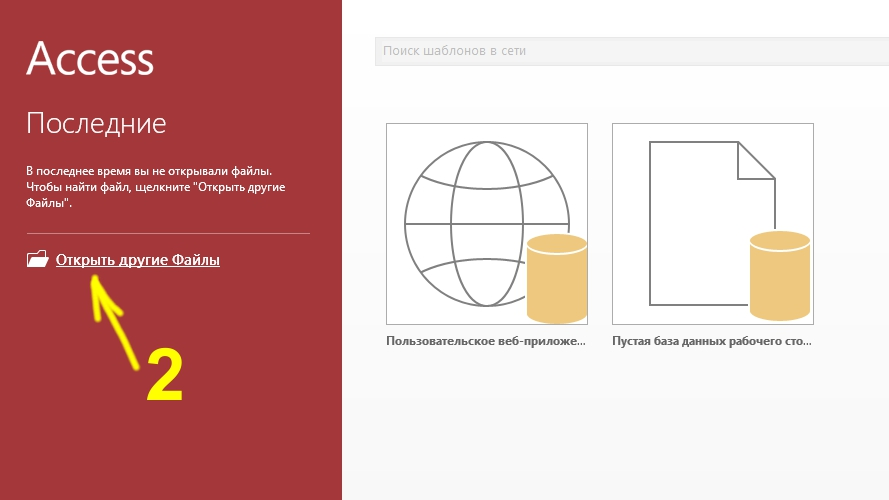 Access
Последние
В последнее время вы не открывали файлы.
Чтобы найти файл, щелкните "Открыть другие
Файлы".
Открыть другие Файлы
2
Поиск шаблонов в сети
Пользовательское веб-приложе...
Пустая база данных рабочего сто...